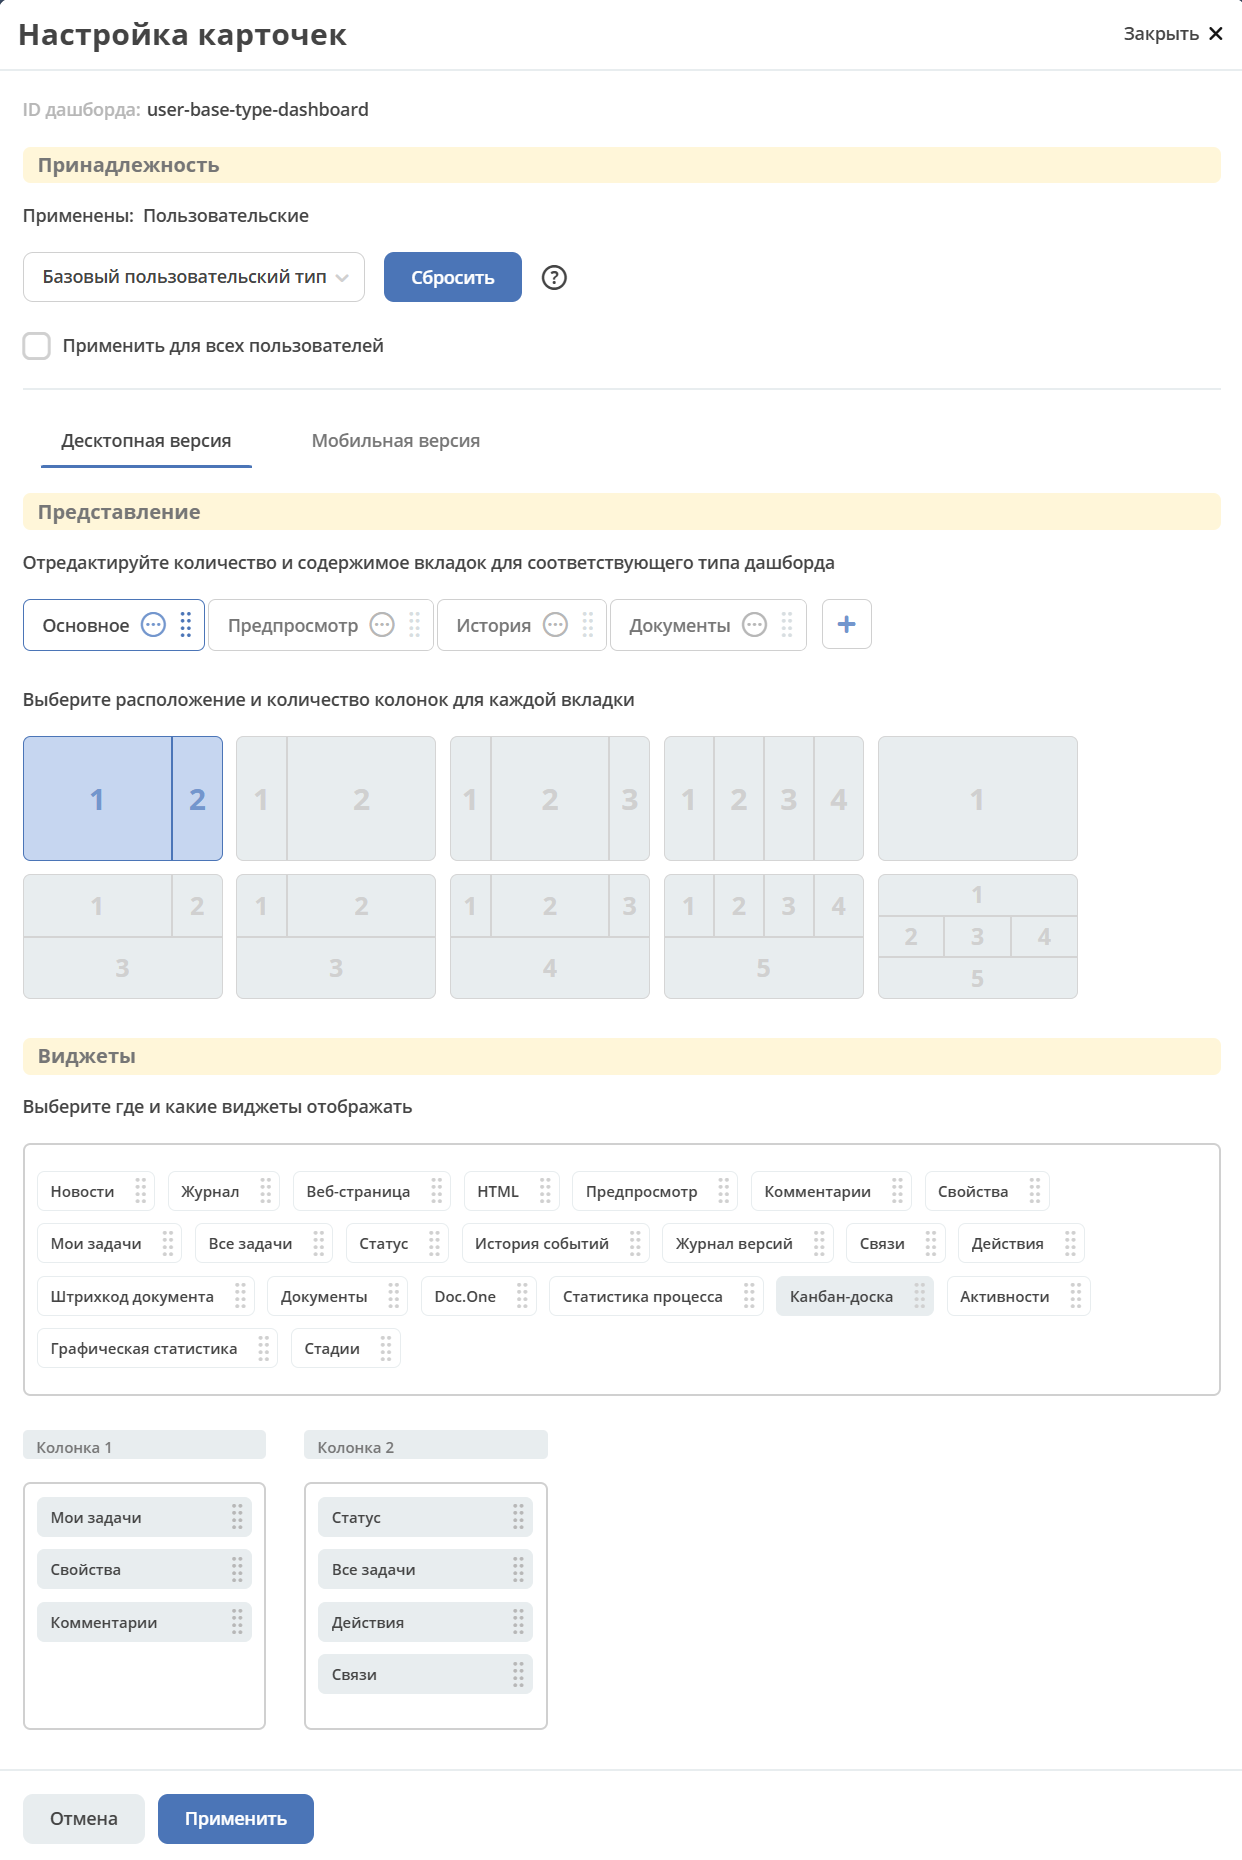 Настройка карточек
Закрыть
ID дашборда: user-base-type-dashboard
Принадлежность
Применены: Пользовательские
Базовый пользовательский тип
Сбросить
?
Применить для всех пользователей
Десктопная версия Мобильная версия
Представление
Отредактируйте количество и содержимое вкладок для соответствующего типа дашборда
Основное Предпросмотр История Документы +
Выберите расположение и количество колонок для каждой вкладки
1 2 1 2 1 2 3 1 2 3 4 1
1 2 1 2 1 2 3 1 2 3 4 1
2 3 4
3 3 4 5 5
Виджеты
Выберите где и какие виджеты отображать
Новости Журнал Веб-страница HTML Предпросмотр Комментарии Свойства
Мои задачи Все задачи Статус История событий Журнал версий Связи Действия
Штрихкод документа Документы Doc.One Статистика процесса Канбан-доска Активности
Графическая статистика Стадии
Колонка 1
Мои задачи
Свойства
Комментарии
Колонка 2
Статус
Все задачи
Действия
Связи
Отмена Применить